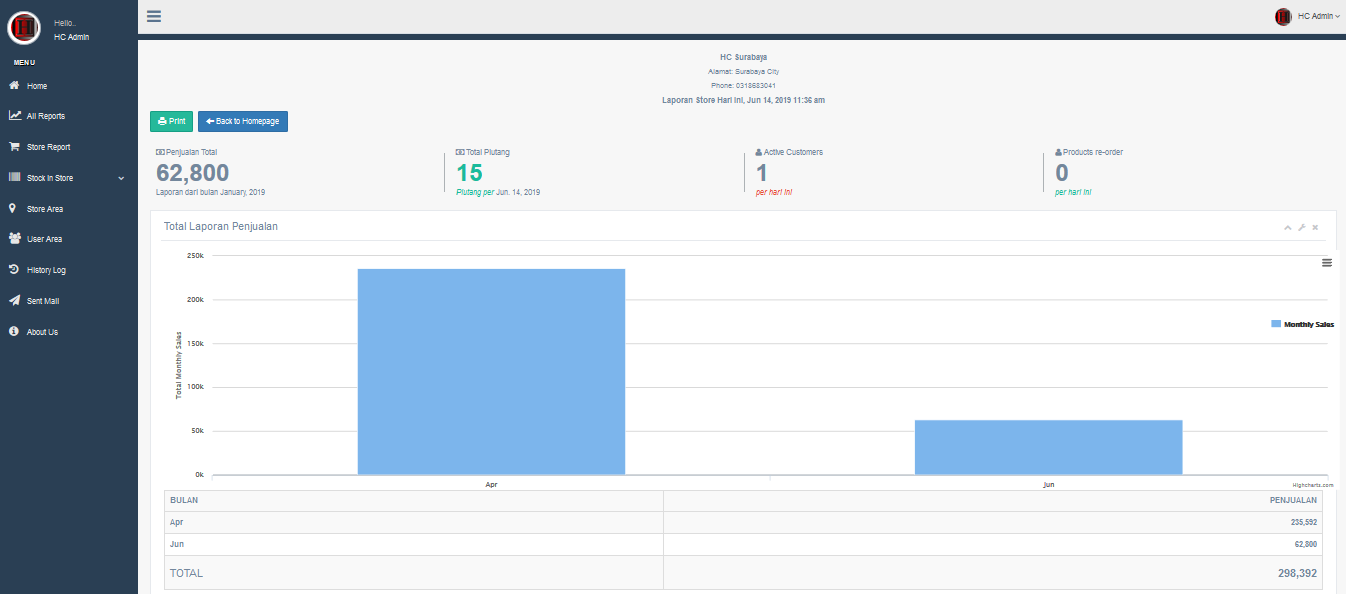 Hello..
HC Admin
HC Admin
MENU
Home
All Reports
Store Report
Stock In Store
Store Area
User Area
History Log
Sent Mail
About Us
HC Surabaya
Alamat: Surabaya City
Phone: 0318683041
Laporan Store Hari Ini, Jun 14, 2019 11:36 am
Print
Back to Homepage
Penjualan Total
62,800
Laporan dari bulan January, 2019
Total Piutang
15
Piutang per Jun. 14, 2019
Active Customers
1
per hari ini
Products re-order
0
per hari ini
Total Laporan Penjualan
250k
200k
150k
100k
50k
0k
Total Monthly Sales
Monthly Sales
Apr
Jun
Highcharts.com
BULAN PENJUALAN
Apr 235,592
Jun 62,800
TOTAL 298,392